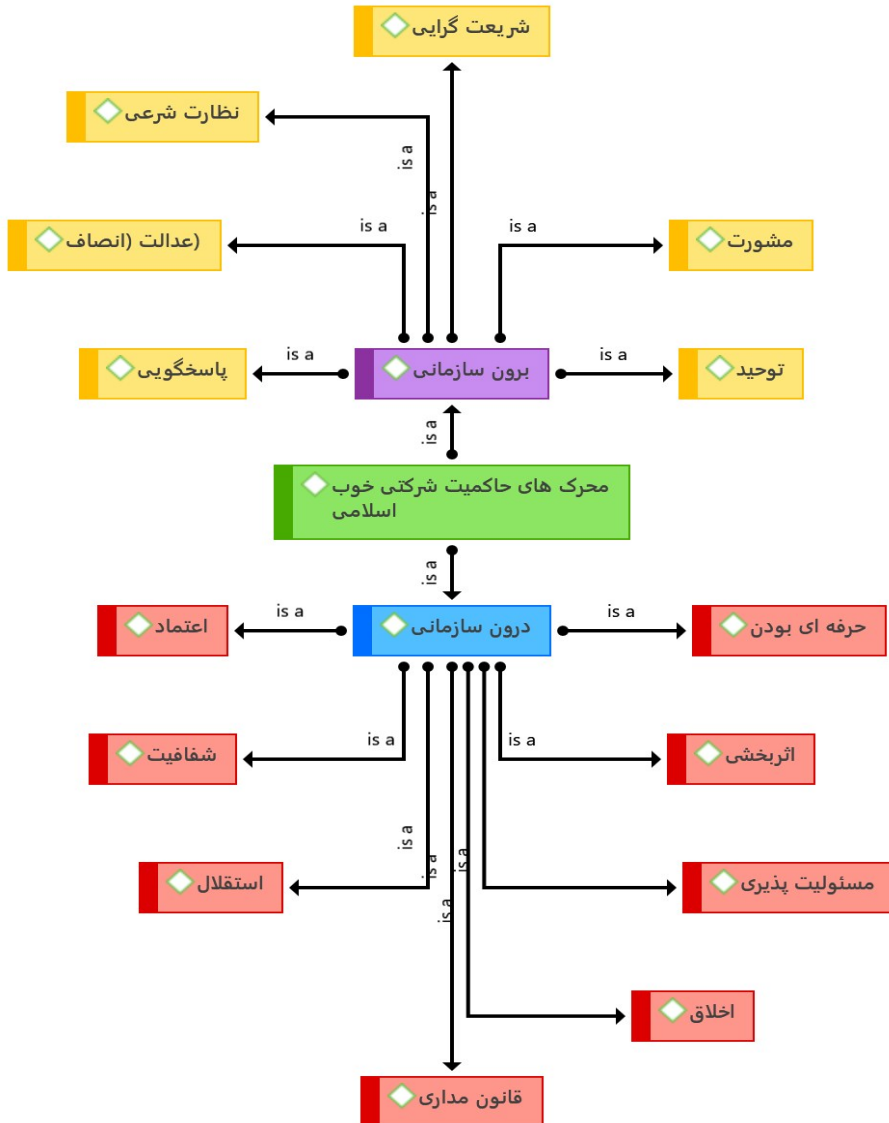 شریعت گرایی
نظارت شرعی
is a
is a
(عدالت (انصاف
is a
is a
مشورت
پاسخگویی
is a
برون سازمانی
is a
توحید
is a
محرک های حاکمیت شرکتی خوب
اسلامی
is a
اعتماد
is a
درون سازمانی
is a
حرفه ای بودن
شفافیت
is a
is a
اثربخشی
is a
is a
is a
is a
استقلال
مسئولیت پذیری
اخلاق
قانون مداری